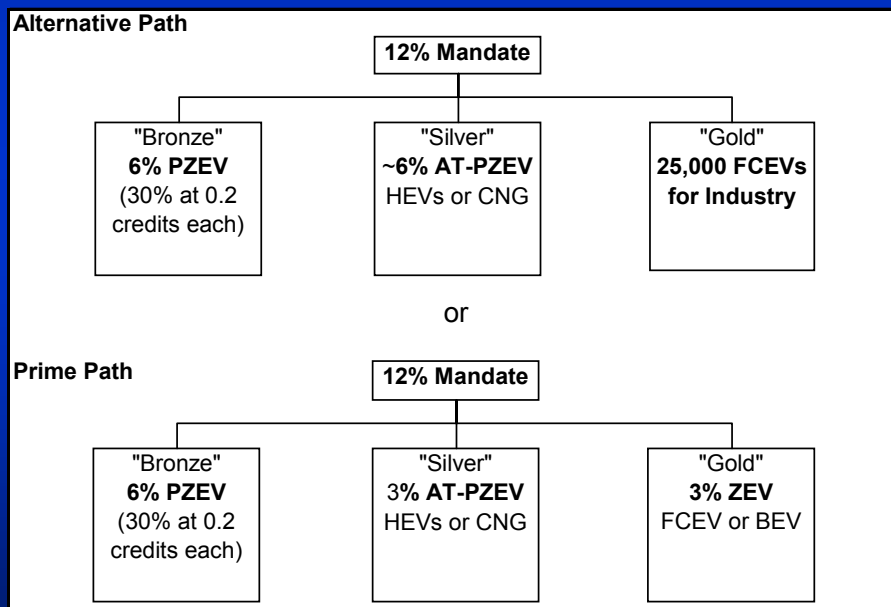 Alternative Path
12% Mandate
"Bronze"
6% PZEV
(30% at 0.2
credits each)
"Silver"
~6% AT-PZEV
HEVs or CNG
"Gold"
25,000 FCEVs
for Industry
or
Prime Path
12% Mandate
"Bronze"
6% PZEV
(30% at 0.2
credits each)
"Silver"
3% AT-PZEV
HEVs or CNG
"Gold"
3% ZEV
FCEV or BEV